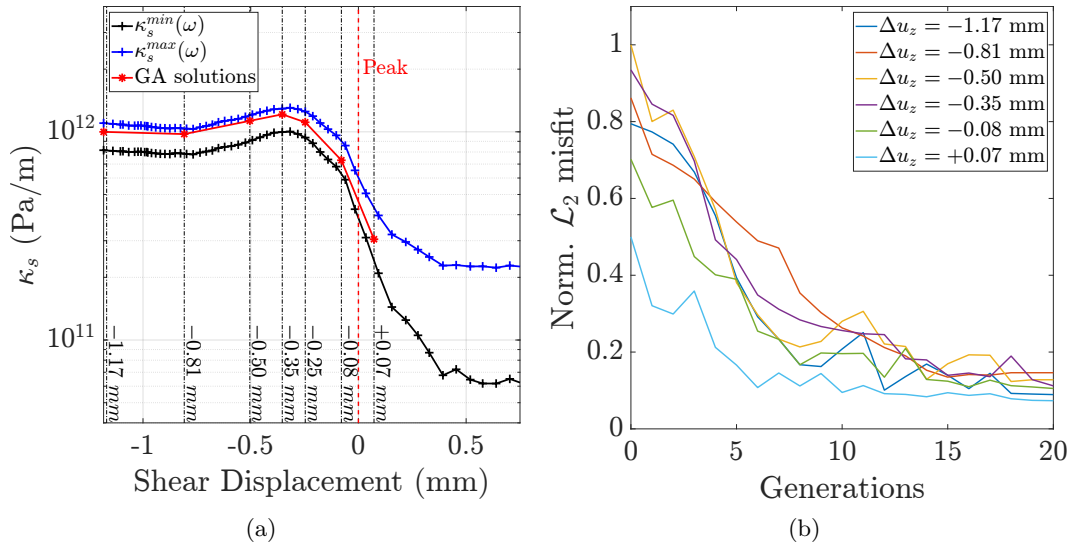 κ_s^{min}(ω)
κ_s^{max}(ω)
GA solutions
Peak
10^{12}
10^{11}
κ_s (Pa/m)
−1.17 mm
−0.81 mm
−0.50 mm
−0.35 mm
−0.25 mm
−0.08 mm
+0.07 mm
-1
-0.5
0
0.5
Shear Displacement (mm)
(a)
Δu_z = −1.17 mm
Δu_z = −0.81 mm
Δu_z = −0.50 mm
Δu_z = −0.35 mm
Δu_z = −0.08 mm
Δu_z = +0.07 mm
1
0.8
0.6
0.4
0.2
0
Norm. ℒ_2 misfit
0
5
10
15
20
Generations
(b)